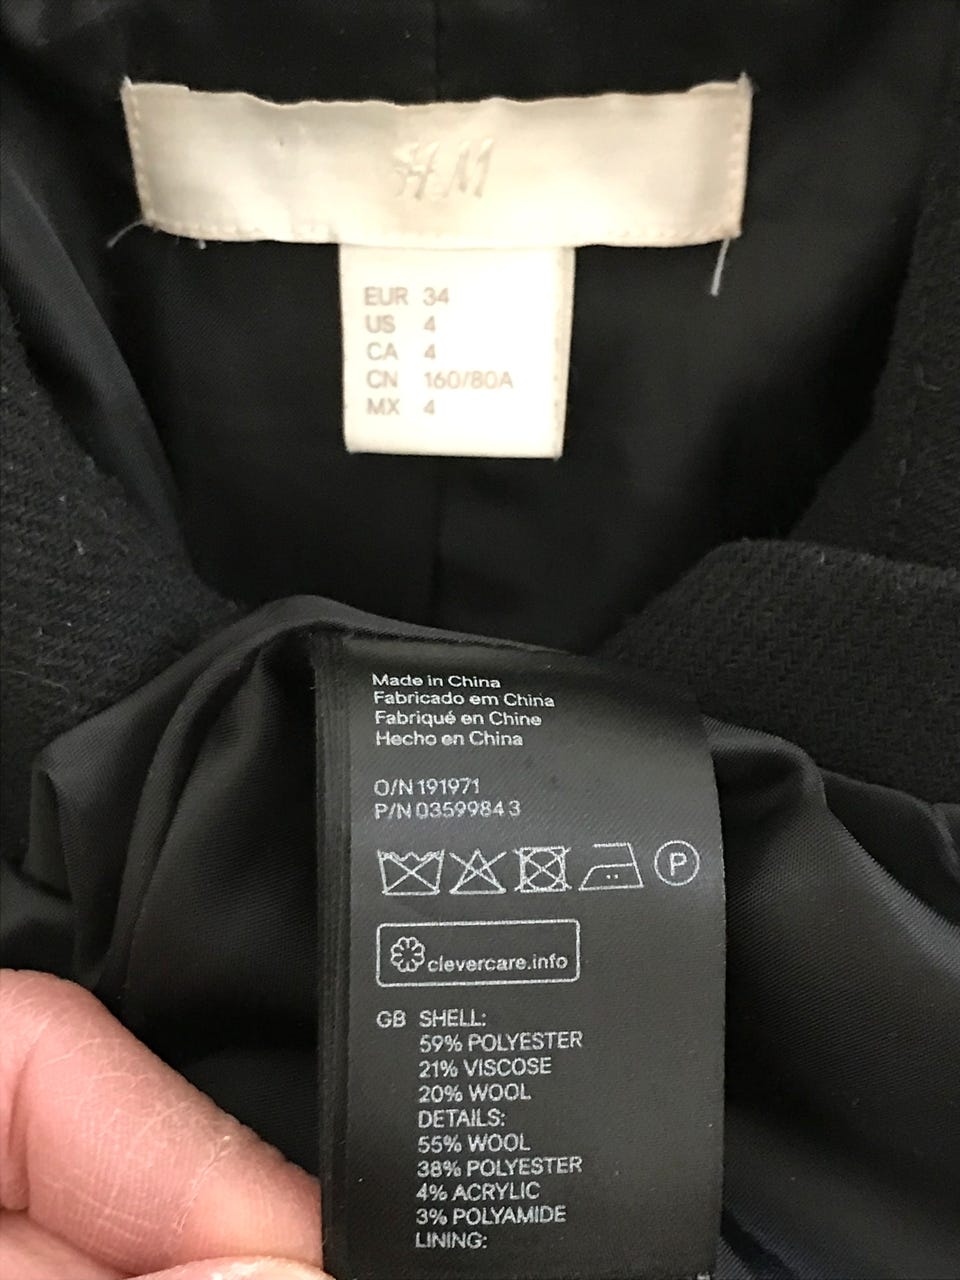 H&M
EUR 34
US 4
CA 4
CN 160/80A
MX 4
Made in China
Fabricado em China
Fabriqué en Chine
Hecho en China
O/N 191971
P/N 0359984 3
P
clevercare.info
GB SHELL:
59% POLYESTER
21% VISCOSE
20% WOOL
DETAILS:
55% WOOL
38% POLYESTER
4% ACRYLIC
3% POLYAMIDE
LINING: